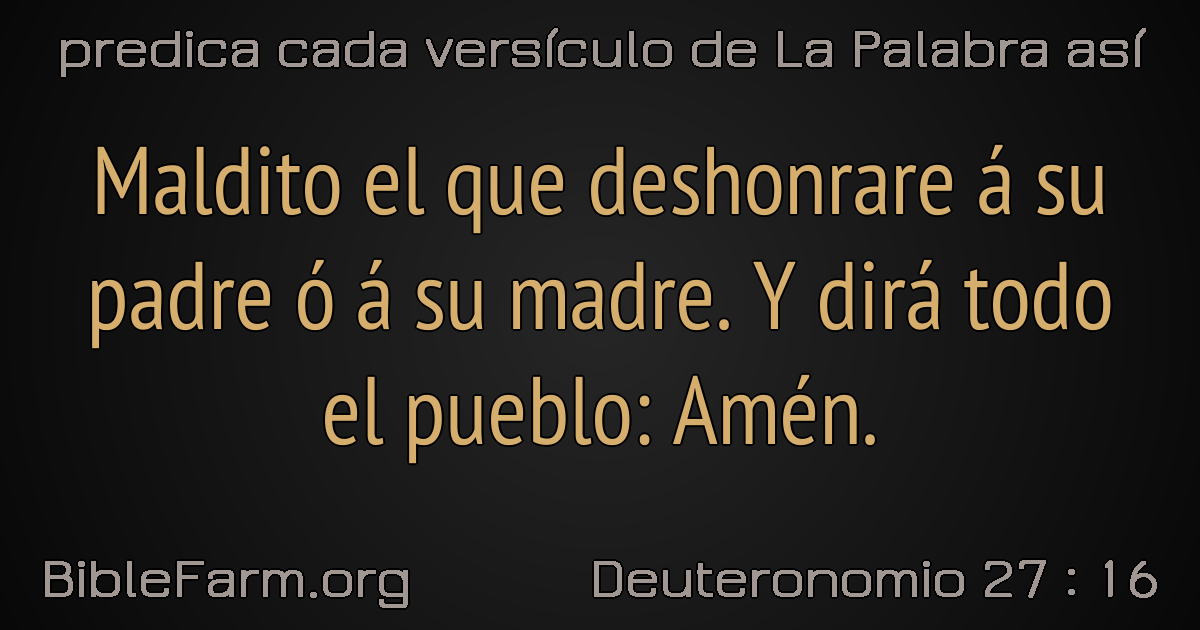 predica cada versículo de La Palabra así
Maldito el que deshonrare á su
padre ó á su madre. Y dirá todo
el pueblo: Amén.
BibleFarm.org
Deuteronomio 27 : 16